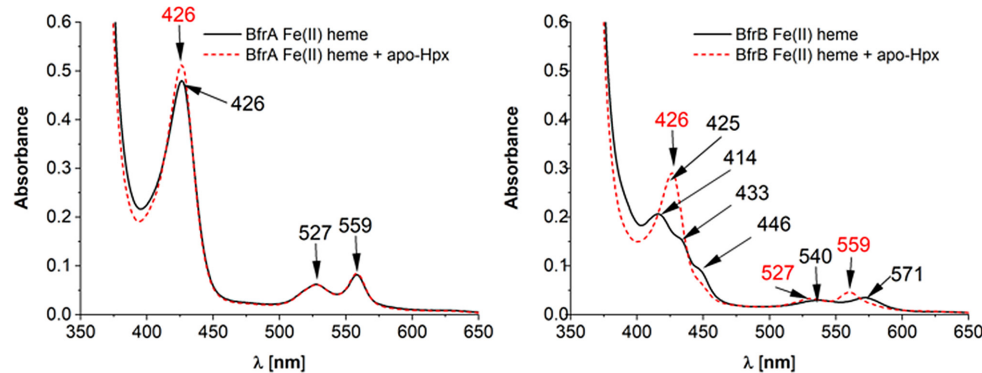 426
BfrA Fe(II) heme
BfrA Fe(II) heme + apo-Hpx
426
527
559
0.6
0.5
0.4
0.3
0.2
0.1
0.0
Absorbance
350 400 450 500 550 600 650
λ [nm]
BfrB Fe(II) heme
BfrB Fe(II) heme + apo-Hpx
426
425
414
433
446
527
540
559
571
0.6
0.5
0.4
0.3
0.2
0.1
0.0
Absorbance
350 400 450 500 550 600 650
λ [nm]